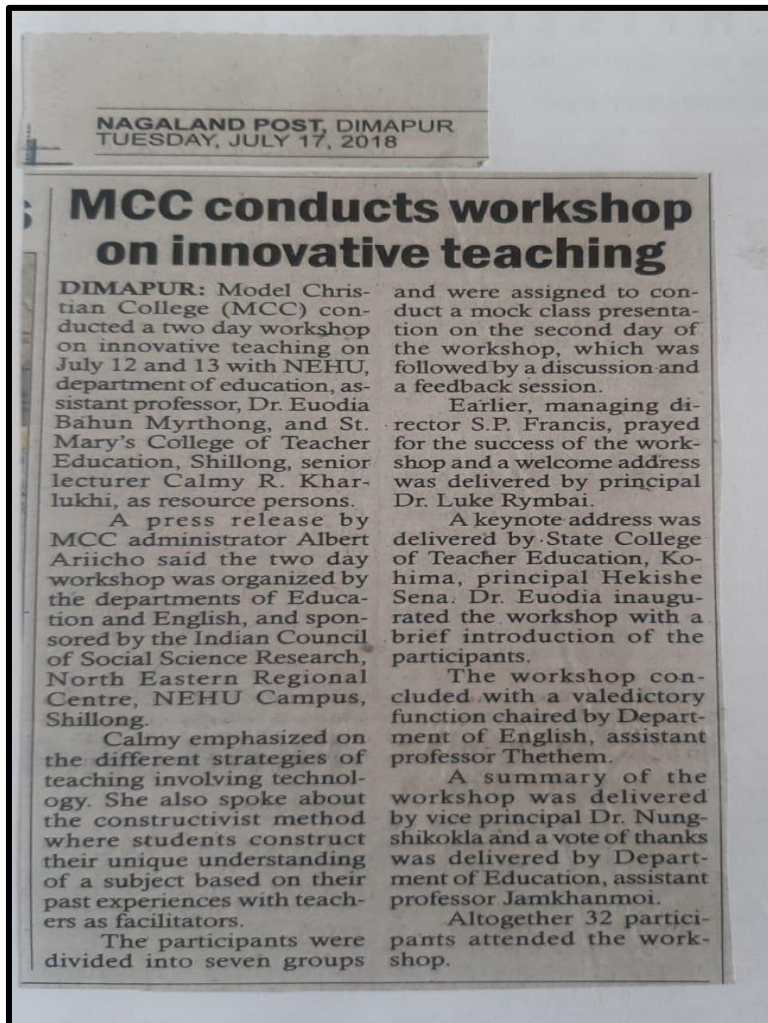 NAGALAND POST, DIMAPUR
TUESDAY, JULY 17, 2018
MCC conducts workshop
on innovative teaching
DIMAPUR: Model Chris-
tian College (MCC) con-
ducted a two day workshop
on innovative teaching on
July 12 and 13 with NEHU,
department of education, as-
sistant professor, Dr. Euodia
Bahun Myrthong, and St.
Mary's College of Teacher
Education, Shillong, senior
lecturer Calmy R. Khar-
lukhi, as resource persons.
A press release by
MCC administrator Albert
Ariicho said the two day
workshop was organized by
the departments of Educa-
tion and English, and spon-
sored by the Indian Council
of Social Science Research,
North Eastern Regional
Centre, NEHU Campus,
Shillong.
Calmy emphasized on
the different strategies of
teaching involving technol-
ogy. She also spoke about
the constructivist method
where students construct
their unique understanding
of a subject based on their
past experiences with teach-
ers as facilitators.
The participants were
divided into seven groups
and were assigned to con-
duct a mock class presenta-
tion on the second day of
the workshop, which was
followed by a discussion and
a feedback session.
Earlier, managing di-
rector S.P. Francis, prayed
for the success of the work-
shop and a welcome address
was delivered by principal
Dr. Luke Rymbai.
A keynote address was
delivered by State College
of Teacher Education, Ko-
hima, principal Hekishe
Sena. Dr. Euodia inaugu-
rated the workshop with a
brief introduction of the
participants.
The workshop con-
cluded with a valedictory
function chaired by Depart-
ment of English, assistant
professor Thethem.
A summary of the
workshop was delivered
by vice principal Dr. Nung-
shikokla and a vote of thanks
was delivered by Depart-
ment of Education, assistant
professor Jamkhanmoi.
Altogether 32 partici-
pants attended the work-
shop.